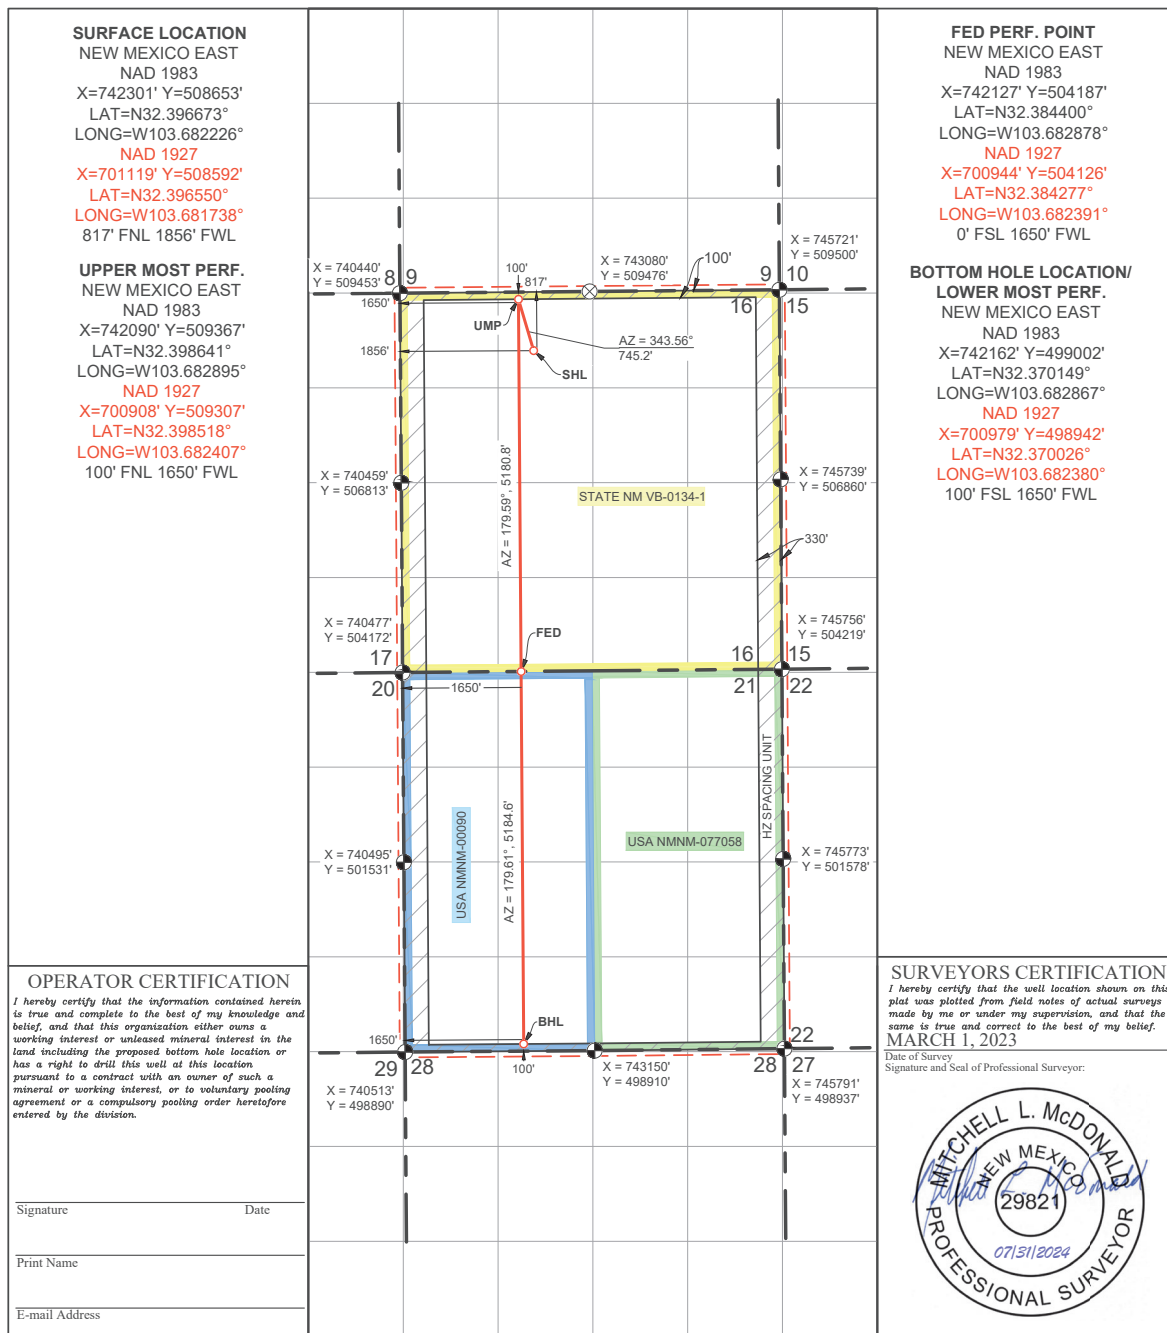 SURFACE LOCATION
NEW MEXICO EAST
NAD 1983
X=742301' Y=508653'
LAT=N32.396673°
LONG=W103.682226°
NAD 1927
X=701119' Y=508592'
LAT=N32.396550°
LONG=W103.681738°
817' FNL 1856' FWL
UPPER MOST PERF.
NEW MEXICO EAST
NAD 1983
X=742090' Y=509367'
LAT=N32.398641°
LONG=W103.682895°
NAD 1927
X=700908' Y=509307'
LAT=N32.398518°
LONG=W103.682407°
100' FNL 1650' FWL
FED PERF. POINT
NEW MEXICO EAST
NAD 1983
X=742127' Y=504187'
LAT=N32.384400°
LONG=W103.682878°
NAD 1927
X=700944' Y=504126'
LAT=N32.384277°
LONG=W103.682391°
0' FSL 1650' FWL
BOTTOM HOLE LOCATION/
LOWER MOST PERF.
NEW MEXICO EAST
NAD 1983
X=742162' Y=499002'
LAT=N32.370149°
LONG=W103.682867°
NAD 1927
X=700979' Y=498942'
LAT=N32.370026°
LONG=W103.682380°
100' FSL 1650' FWL
X = 740440'
Y = 509453'
8
9
100'
817'
X = 743080'
Y = 509476'
100'
X = 745721'
Y = 509500'
9
10
1650'
16
15
UMP
AZ = 343.56°
745.2'
1856'
SHL
X = 740459'
Y = 506813'
AZ = 179.59°, 5180.8'
STATE NM VB-0134-1
X = 745739'
Y = 506860'
330'
X = 740477'
Y = 504172'
FED
X = 745756'
Y = 504219'
17
16
15
20
1650'
21
22
HZ SPACING UNIT
USA NMNM-00090
AZ = 179.61°, 5184.6'
USA NMNM-077058
X = 740495'
Y = 501531'
X = 745773'
Y = 501578'
1650'
BHL
22
29
28
100'
28
27
X = 740513'
Y = 498890'
X = 743150'
Y = 498910'
X = 745791'
Y = 498937'
OPERATOR CERTIFICATION
I hereby certify that the information contained herein
is true and complete to the best of my knowledge and
belief, and that this organization either owns a
working interest or unleased mineral interest in the
land including the proposed bottom hole location or
has a right to drill this well at this location
pursuant to a contract with an owner of such a
mineral or working interest, or to voluntary pooling
agreement or a compulsory pooling order heretofore
entered by the division.
Signature Date
Print Name
E-mail Address
SURVEYORS CERTIFICATION
I hereby certify that the well location shown on this
plat was plotted from field notes of actual surveys
made by me or under my supervision, and that the
same is true and correct to the best of my belief.
MARCH 1, 2023
Date of Survey
Signature and Seal of Professional Surveyor:
MITCHELL L. McDONALD
NEW MEXICO
29821
07/31/2024
PROFESSIONAL SURVEYOR
Mitchell L. McDonald